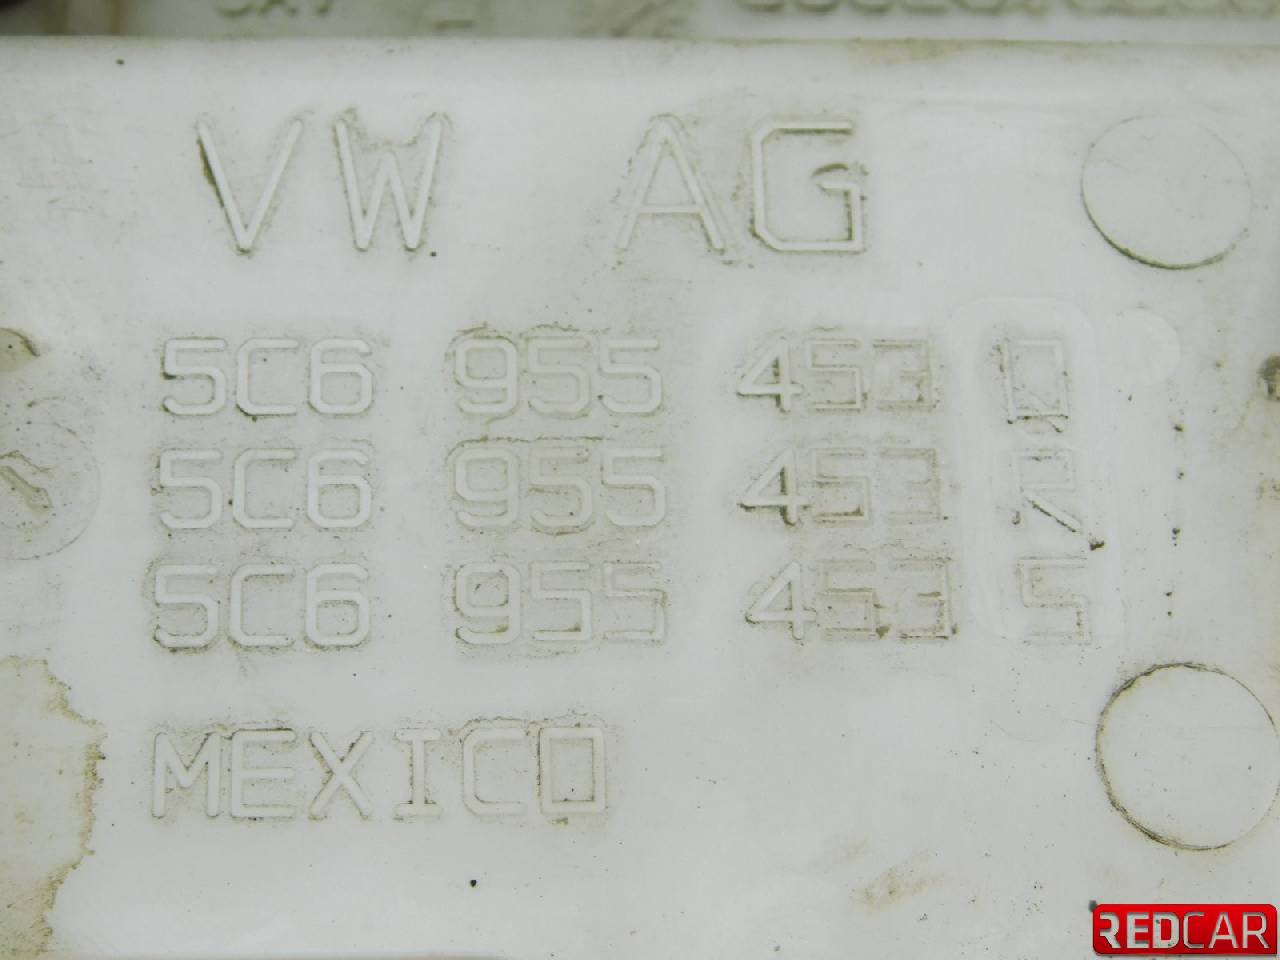 VW AG
5C6 955 453 D
5C6 955 453 R
5C6 955 453 S
MEXICO
REDCAR